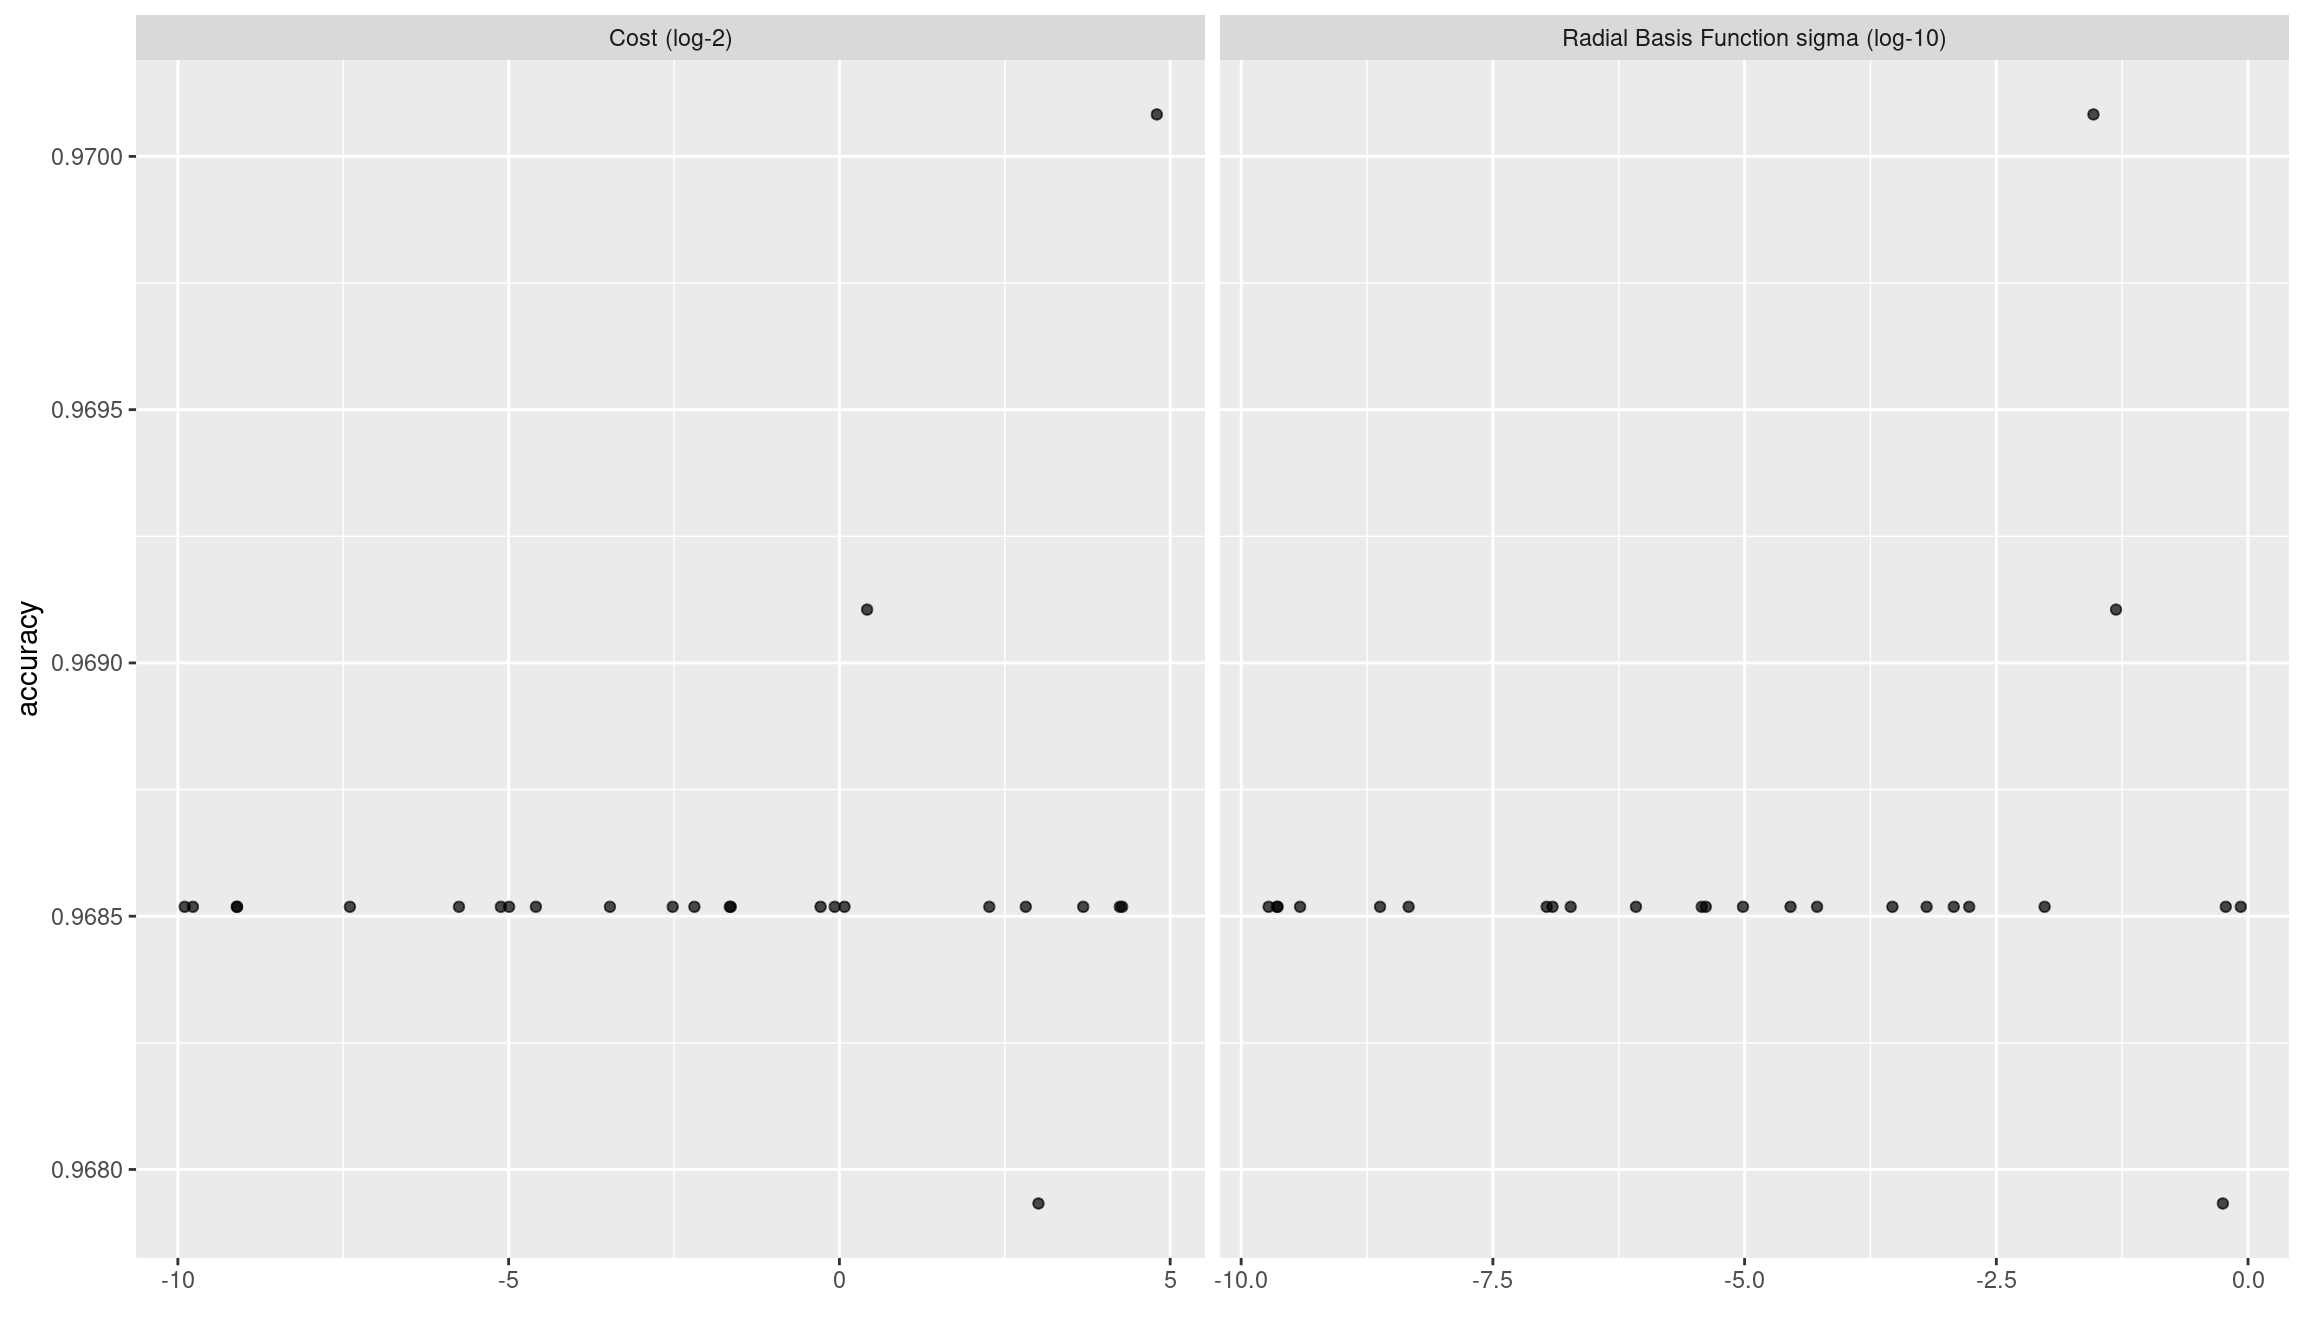 Cost (log-2)
Radial Basis Function sigma (log-10)
accuracy
0.9700
0.9695
0.9690
0.9685
0.9680
-10 -5 0 5
-10.0 -7.5 -5.0 -2.5 0.0